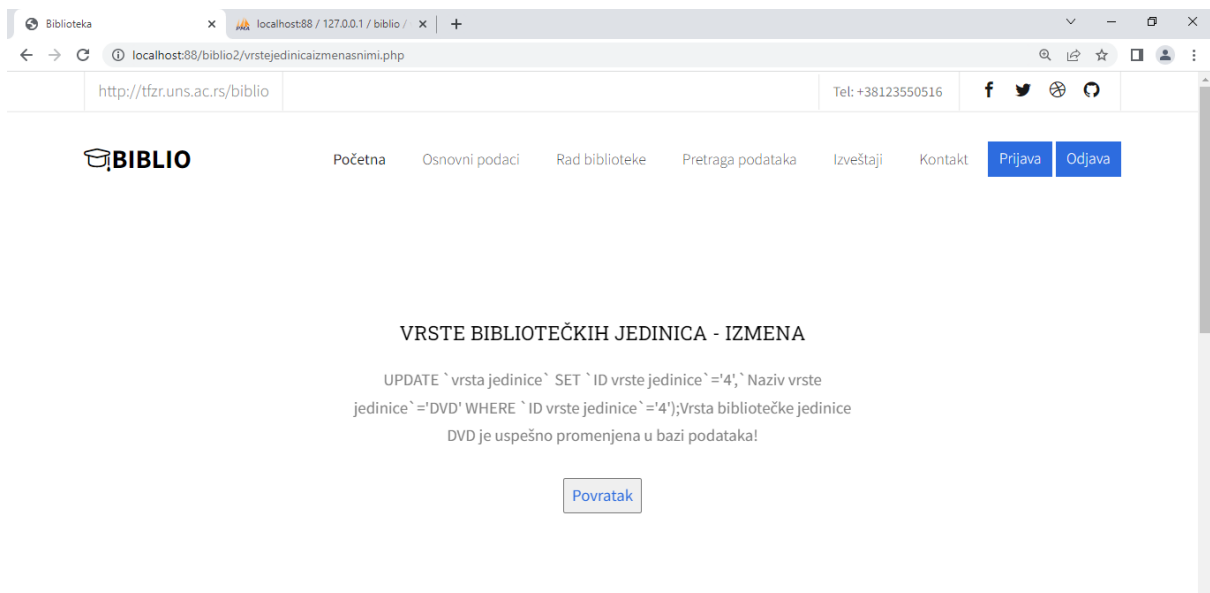 Biblioteka
localhost:88 / 127.0.0.1 / biblio /
localhost:88/biblio2/vrstejedinicaizmenasnimi.php
http://tfzr.uns.ac.rs/biblio
Tel: +38123550516
BIBLIO
Početna Osnovni podaci Rad biblioteke Pretraga podataka Izveštaji Kontakt Prijava Odjava
VRSTE BIBLIOTEČKIH JEDINICA - IZMENA
UPDATE `vrsta jedinice` SET `ID vrste jedinice`='4',`Naziv vrste
jedinice`='DVD' WHERE `ID vrste jedinice`='4');Vrsta bibliotečke jedinice
DVD je uspešno promenjena u bazi podataka!
Povratak